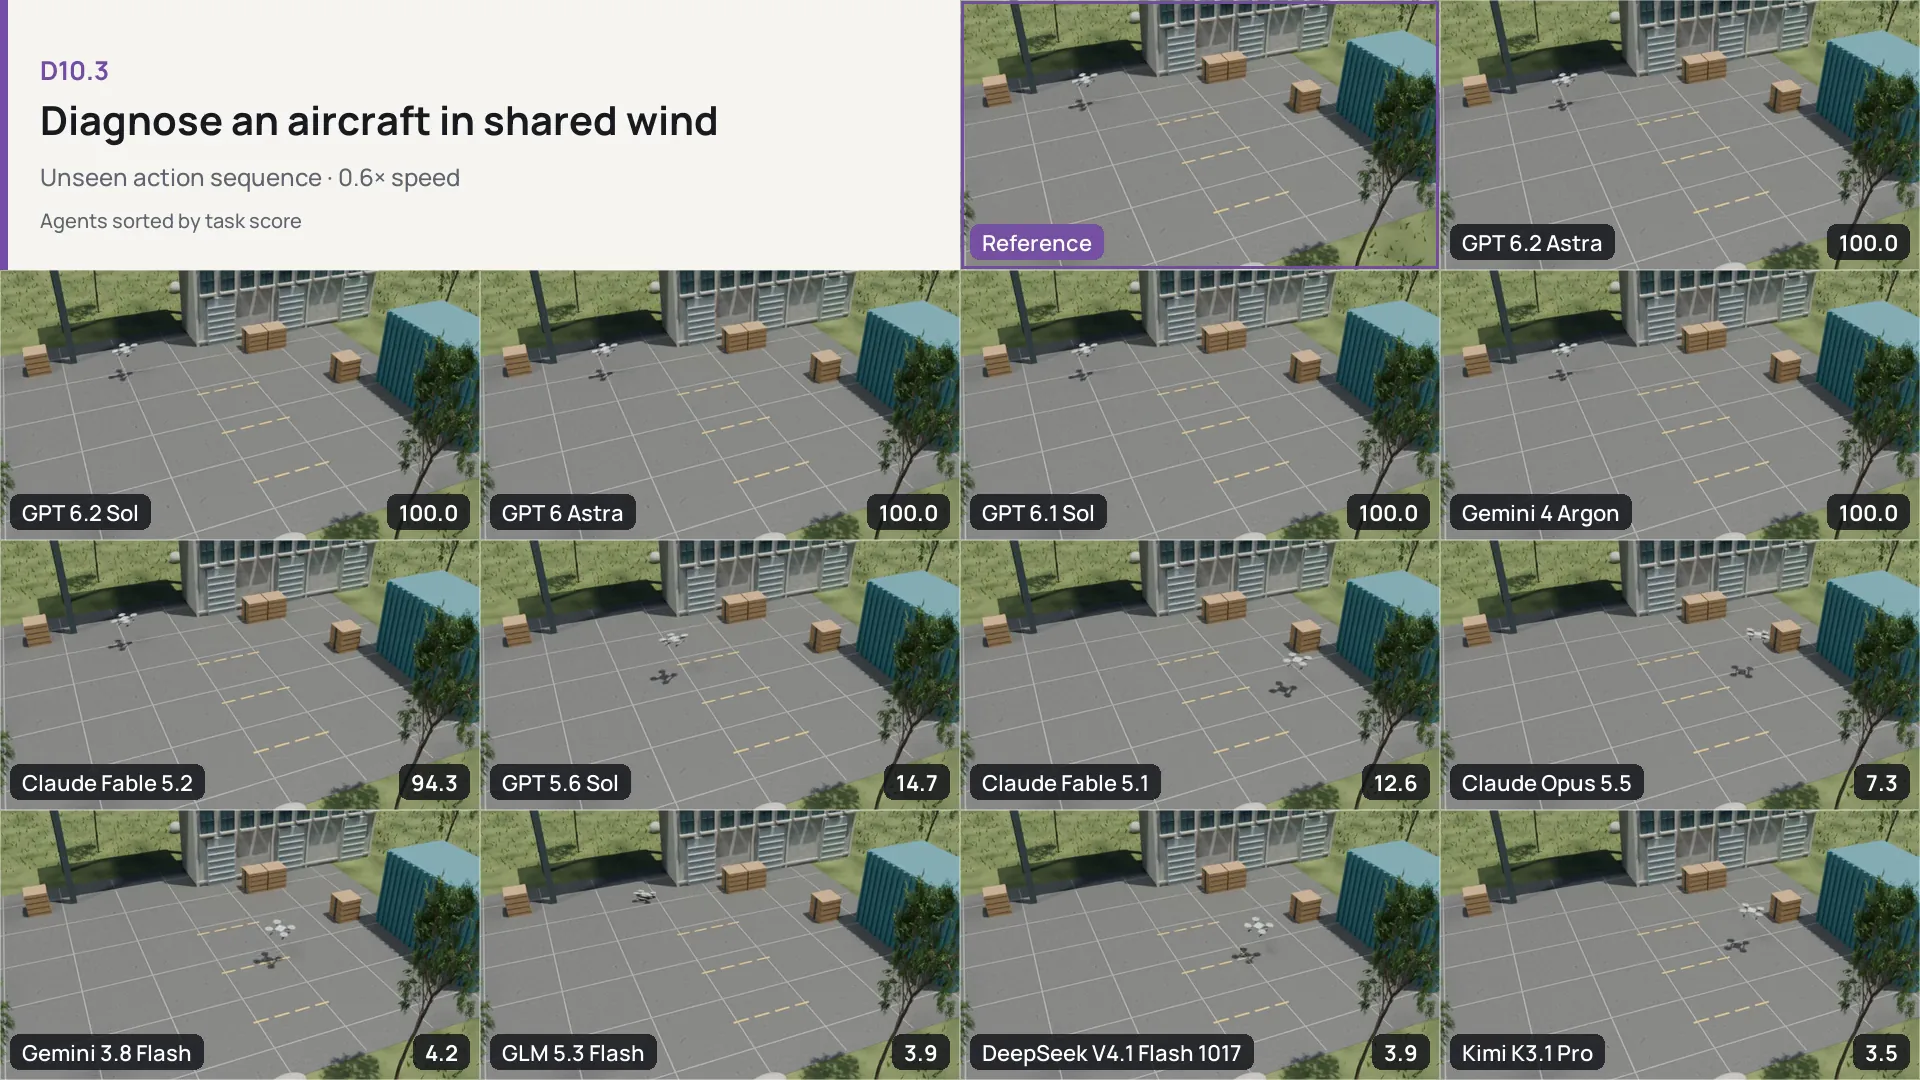 D10.3
Diagnose an aircraft in shared wind
Unseen action sequence · 0.6× speed
Agents sorted by task score
Reference
GPT 6.2 Astra
100.0
GPT 6.2 Sol
100.0
GPT 6 Astra
100.0
GPT 6.1 Sol
100.0
Gemini 4 Argon
100.0
Claude Fable 5.2
94.3
GPT 5.6 Sol
14.7
Claude Fable 5.1
12.6
Claude Opus 5.5
7.3
Gemini 3.8 Flash
4.2
GLM 5.3 Flash
3.9
DeepSeek V4.1 Flash 1017
3.9
Kimi K3.1 Pro
3.5